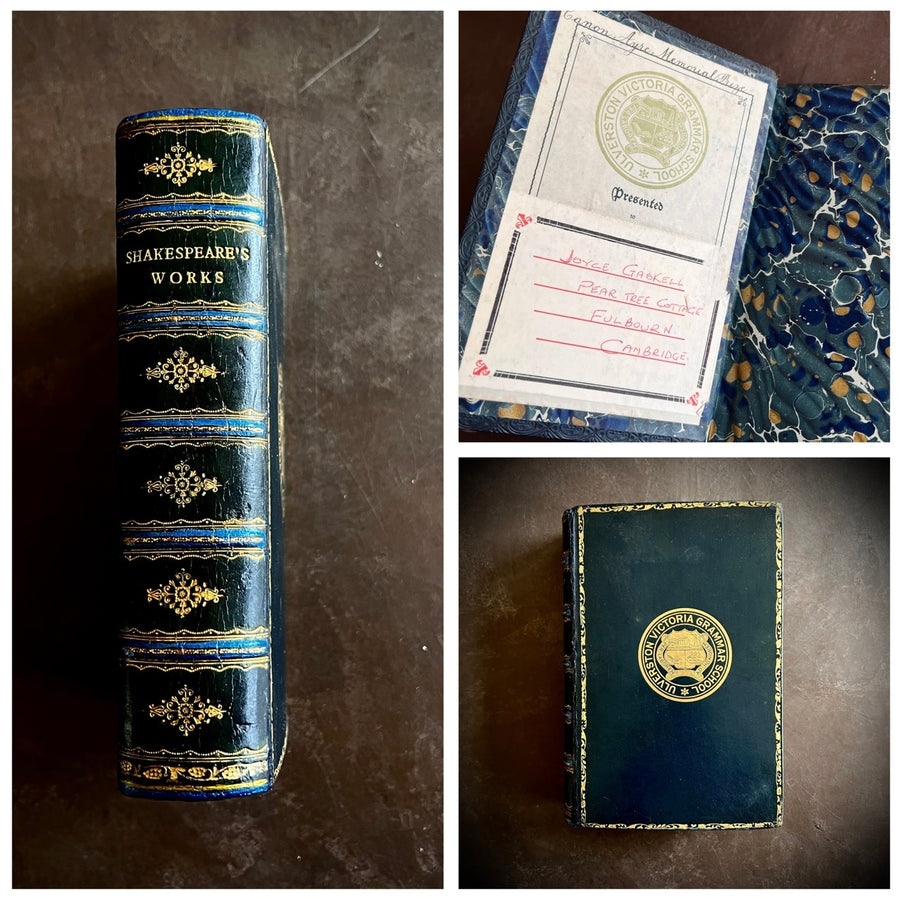 SHAKESPEARE'S
WORKS
Canon Ayre Memorial Prize
ULVERSTON VICTORIA GRAMMAR SCHOOL
Presented
to
JOYCE GASKELL
PEAR TREE COTTAGE
FULBOURN.
CAMBRIDGE.
ULVERSTON VICTORIA GRAMMAR SCHOOL